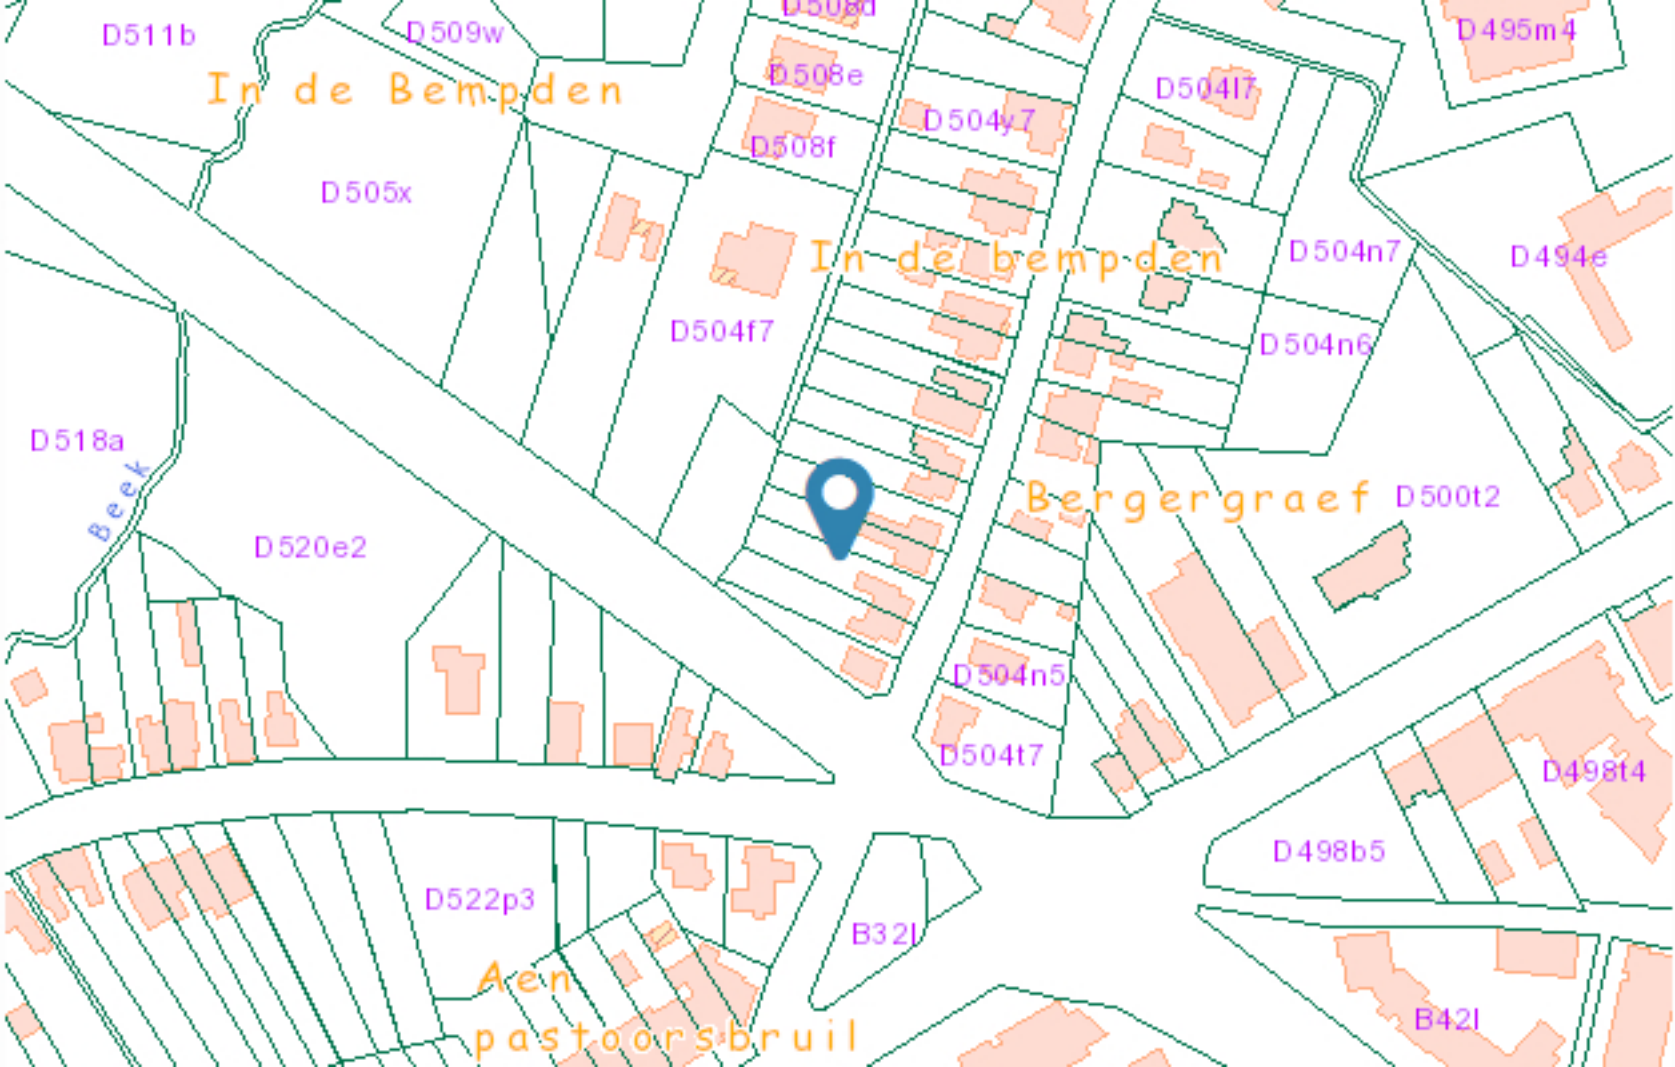 D508d
D511b
D509w
D495m4
In de Bempden
D508e
D504l7
D504y7
D508f
D505x
In de bempden
D504n7
D494e
D504f7
D504n6
D518a
Beek
Bergergraef
D500t2
D520e2
D504n5
D504t7
D498t4
D498b5
D522p3
B32l
Aen
pastoorsbruil
B42l